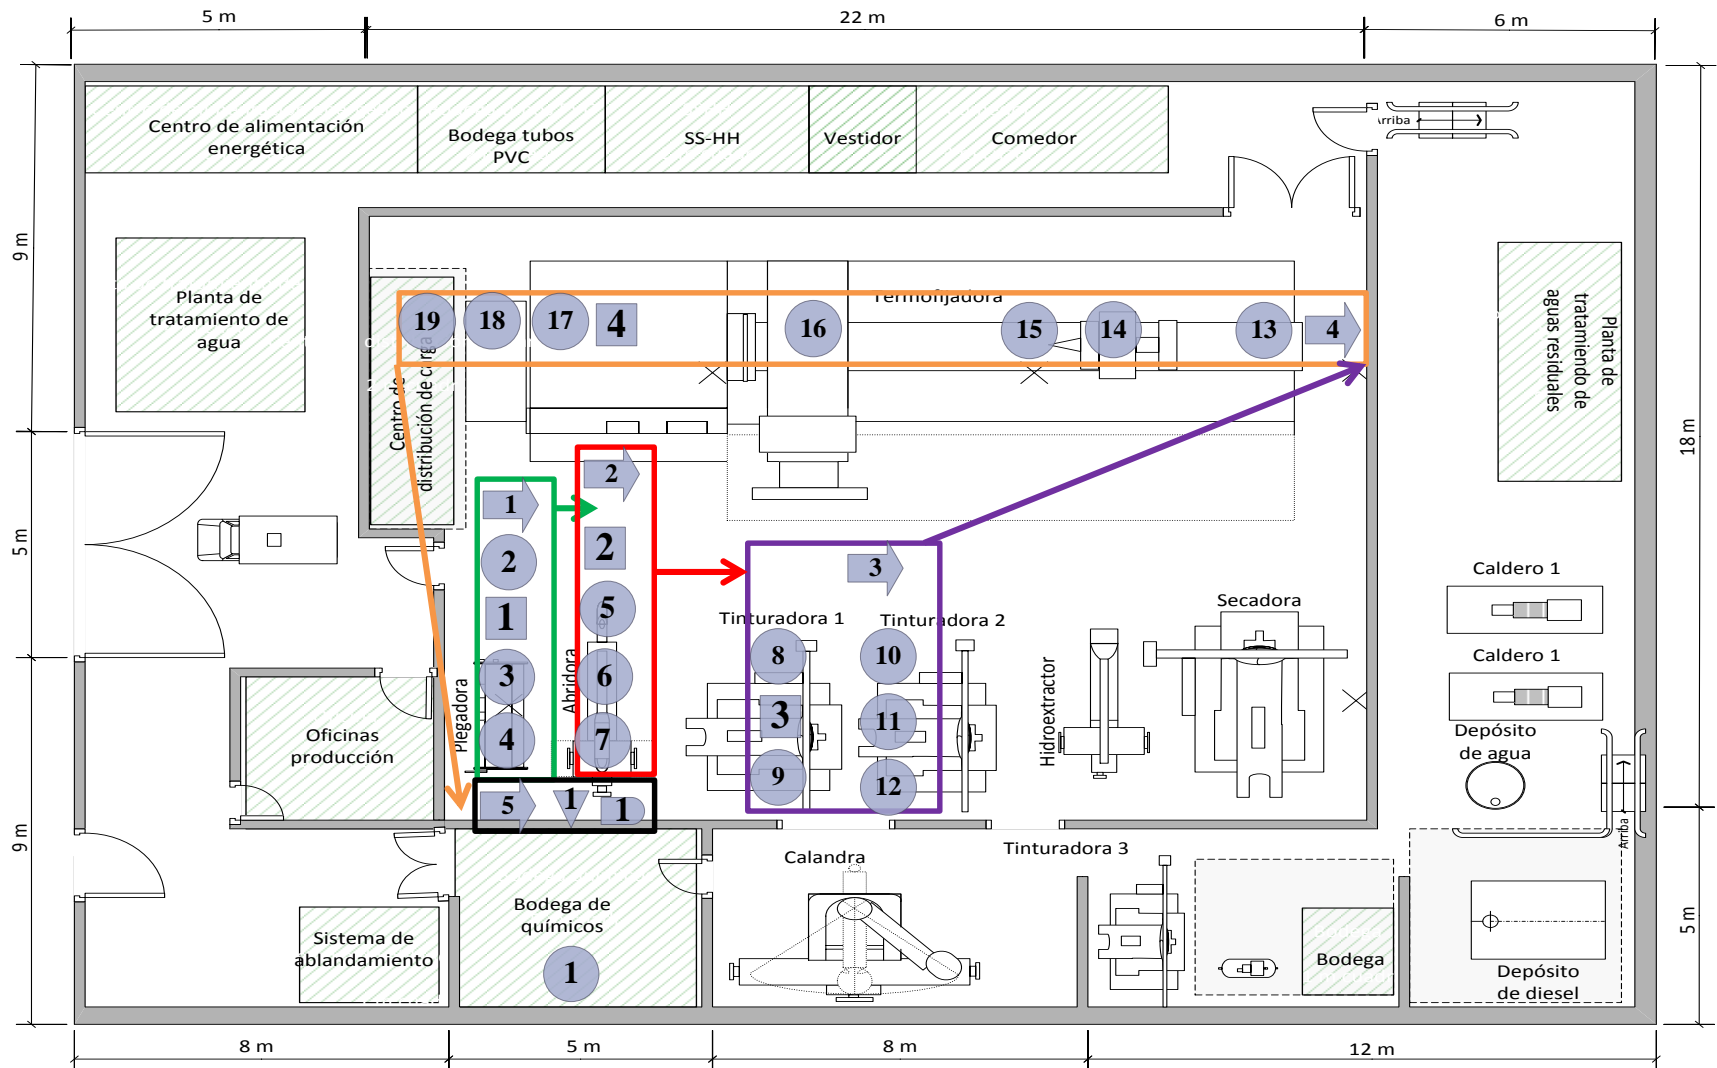 5 m
22 m
6 m
Centro de alimentación
energética
Bodega tubos
PVC
SS-HH
Vestidor
Comedor
Arriba
9 m
Planta de
tratamiento de
agua
Centro de
distribución de carga
Termofijadora
19
18
17
4
16
15
14
13
4
Planta de
tratamiendo de
aguas residuales
18 m
5 m
1
2
1
3
4
2
2
5
6
7
3
Tinturadora 1
Tinturadora 2
8
3
9
10
11
12
Plegadora
Abridora
Hidroextractor
Secadora
Caldero 1
Caldero 1
Depósito
de agua
Arriba
Oficinas
producción
5
1
1
9 m
Calandra
Tinturadora 3
Bodega de
químicos
1
Sistema de
ablandamiento
Bodega
Depósito
de diesel
5 m
8 m
5 m
8 m
12 m